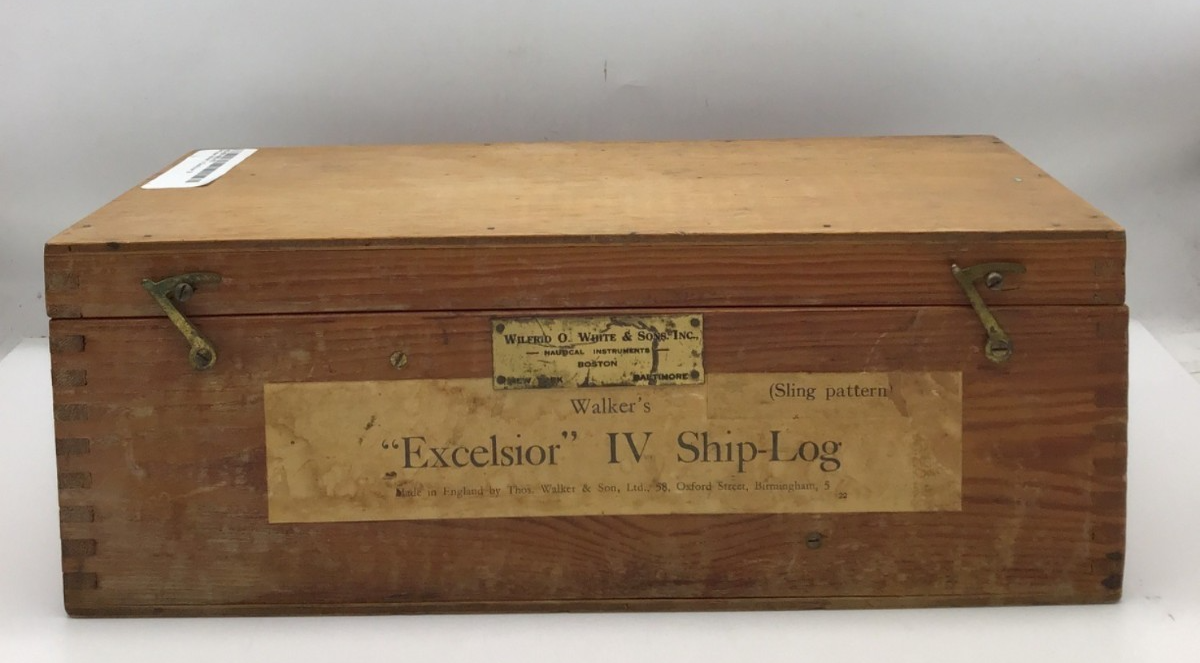 WILFRID O. WHITE & SONS, INC.,
— NAUTICAL INSTRUMENTS —
BOSTON
NEW YORK BALTIMORE
(Sling pattern)
Walker's
“Excelsior” IV Ship-Log
Made in England by Thos. Walker & Son, Ltd., 58, Oxford Street, Birmingham, 5
22